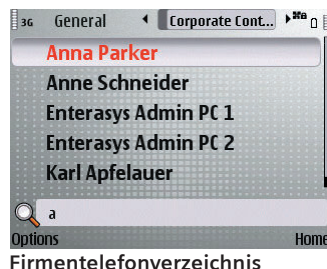 3G General Corporate Cont...
Anna Parker
Anne Schneider
Enterasys Admin PC 1
Enterasys Admin PC 2
Karl Apfelauer
a
Options Home
Firmentelefonverzeichnis